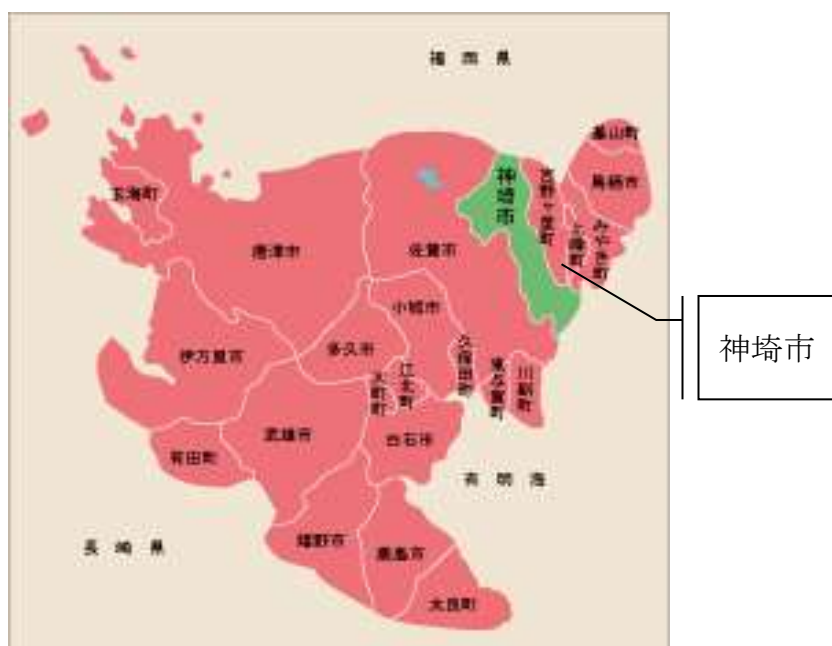 福岡県
基山町
鳥栖市
神埼市
吉野ヶ里町
上峰町
みやき町
玄海町
唐津市
佐賀市
小城市
多久市
伊万里市
久保田町
江北町
大町町
東与賀町
川副町
神埼市
武雄市
白石市
有田町
有明海
長崎県
嬉野市
鹿島市
太良町